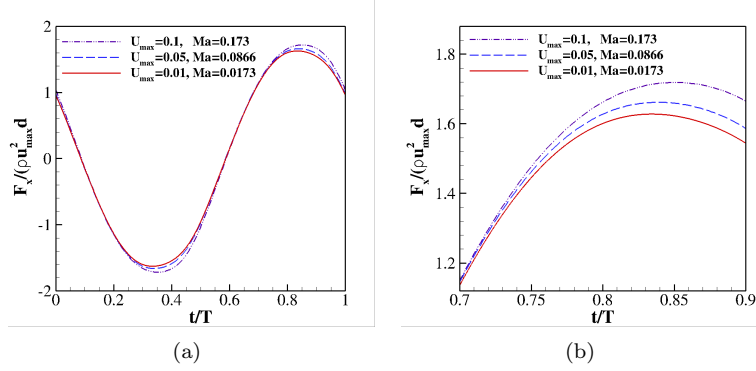 U_max=0.1, Ma=0.173
U_max=0.05, Ma=0.0866
U_max=0.01, Ma=0.0173
F_x/(ρu²_max d
2
1
0
-1
-2
0 0.2 0.4 0.6 0.8 1
t/T
(a)
U_max=0.1, Ma=0.173
U_max=0.05, Ma=0.0866
U_max=0.01, Ma=0.0173
F_x/(ρu²_max d
1.8
1.6
1.4
1.2
0.7 0.75 0.8 0.85 0.9
t/T
(b)